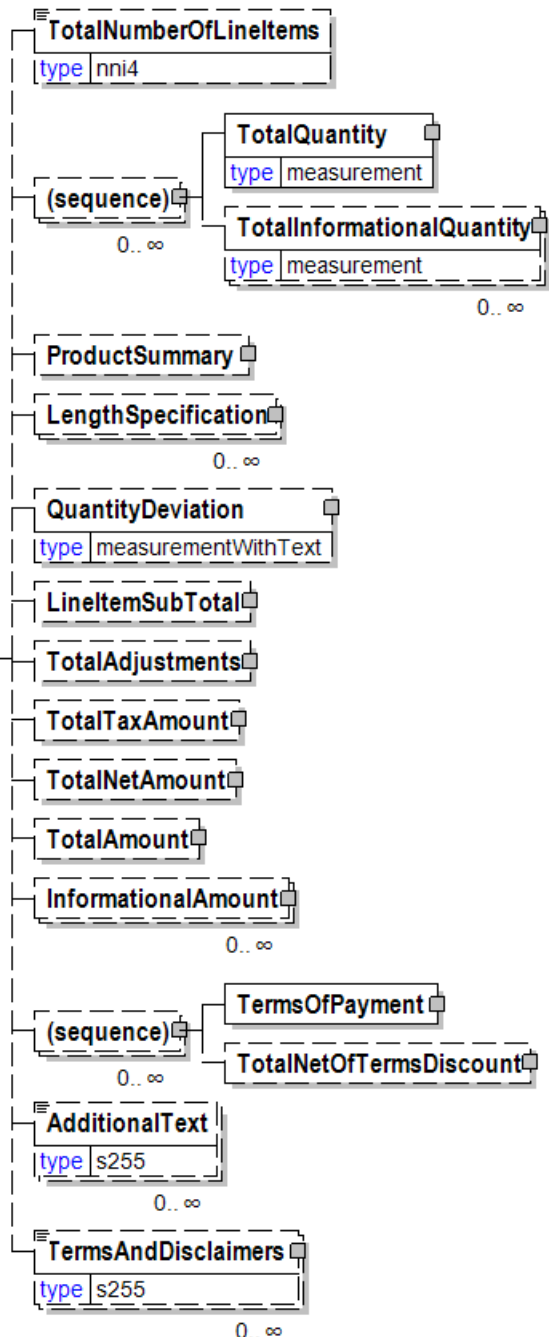 TotalNumberOfLineItems
type nni4
TotalQuantity
type measurement
(sequence)
0.. ∞
TotalInformationalQuantity
type measurement
0.. ∞
ProductSummary
LengthSpecification
0.. ∞
QuantityDeviation
type measurementWithText
LineItemSubTotal
TotalAdjustments
TotalTaxAmount
TotalNetAmount
TotalAmount
InformationalAmount
0.. ∞
TermsOfPayment
(sequence)
0.. ∞
TotalNetOfTermsDiscount
AdditionalText
type s255
0.. ∞
TermsAndDisclaimers
type s255
0.. ∞